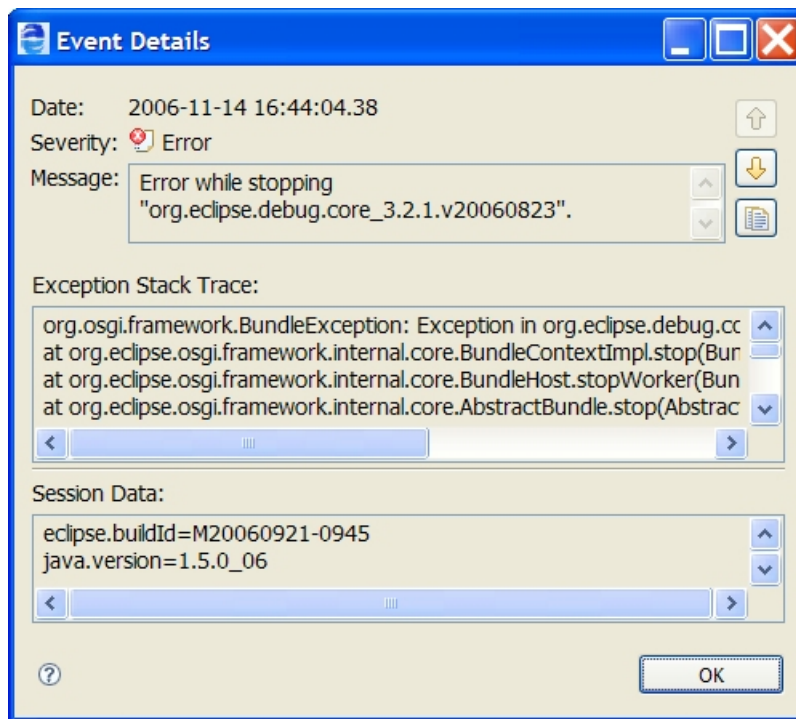 Event Details
Date: 2006-11-14 16:44:04.38
Severity: Error
Message: Error while stopping
"org.eclipse.debug.core_3.2.1.v20060823".
Exception Stack Trace:
org.osgi.framework.BundleException: Exception in org.eclipse.debug.cc
at org.eclipse.osgi.framework.internal.core.BundleContextImpl.stop(Bun
at org.eclipse.osgi.framework.internal.core.BundleHost.stopWorker(Bun
at org.eclipse.osgi.framework.internal.core.AbstractBundle.stop(Abstrac
Session Data:
eclipse.buildId=M20060921-0945
java.version=1.5.0_06
?
OK